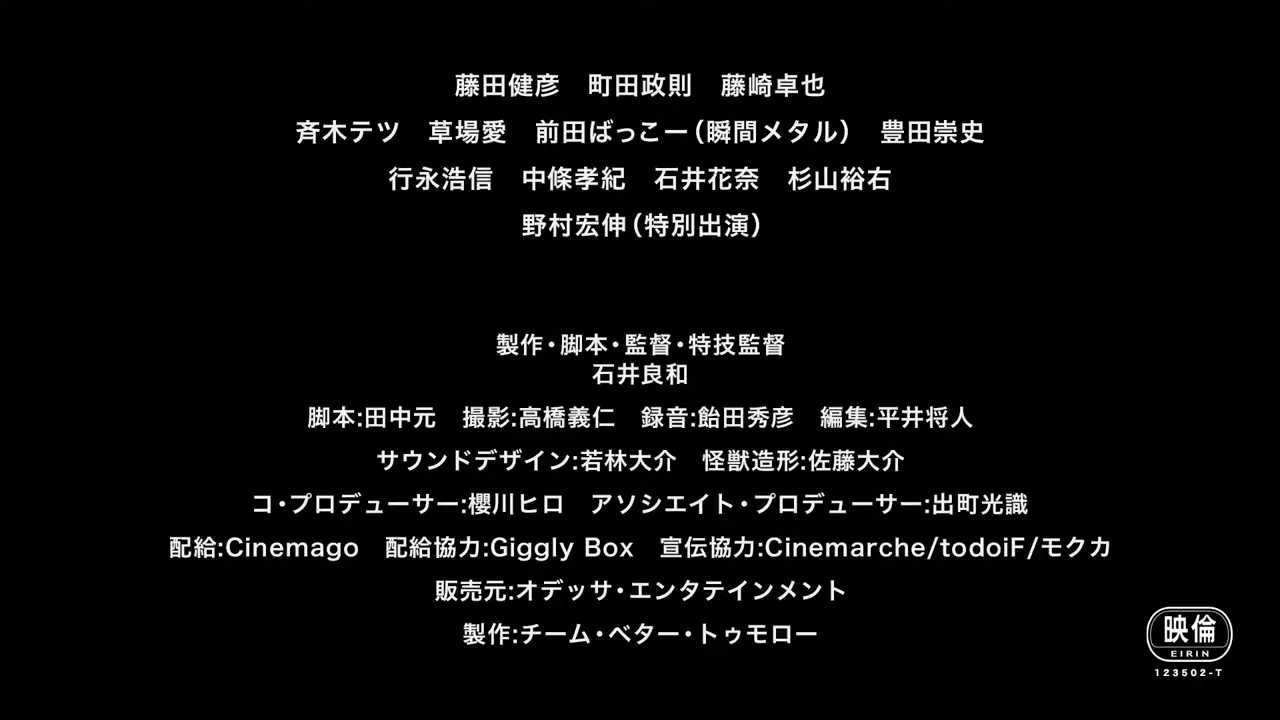 藤田健彦　町田政則　藤崎卓也
斉木テツ　草場愛　前田ばっこー（瞬間メタル）　豊田崇史
行永浩信　中條孝紀　石井花奈　杉山裕右
野村宏伸（特別出演）
製作・脚本・監督・特技監督
石井良和
脚本:田中元　撮影:高橋義仁　録音:飴田秀彦　編集:平井将人
サウンドデザイン:若林大介　怪獣造形:佐藤大介
コ・プロデューサー:櫻川ヒロ　アソシエイト・プロデューサー:出町光識
配給:Cinemago　配給協力:Giggly Box　宣伝協力:Cinemarche/todoiF/モクカ
販売元:オデッサ・エンタテインメント
製作:チーム・ベター・トゥモロー
映倫
EIRIN
123502-T